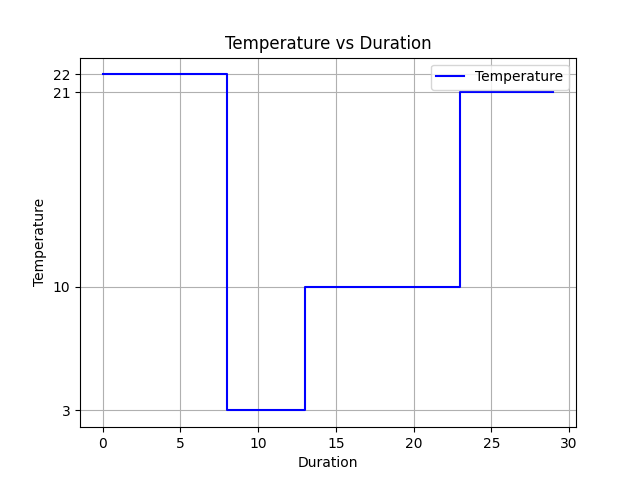 Temperature vs Duration
Temperature
22
21
10
3
Temperature
0 5 10 15 20 25 30
Duration